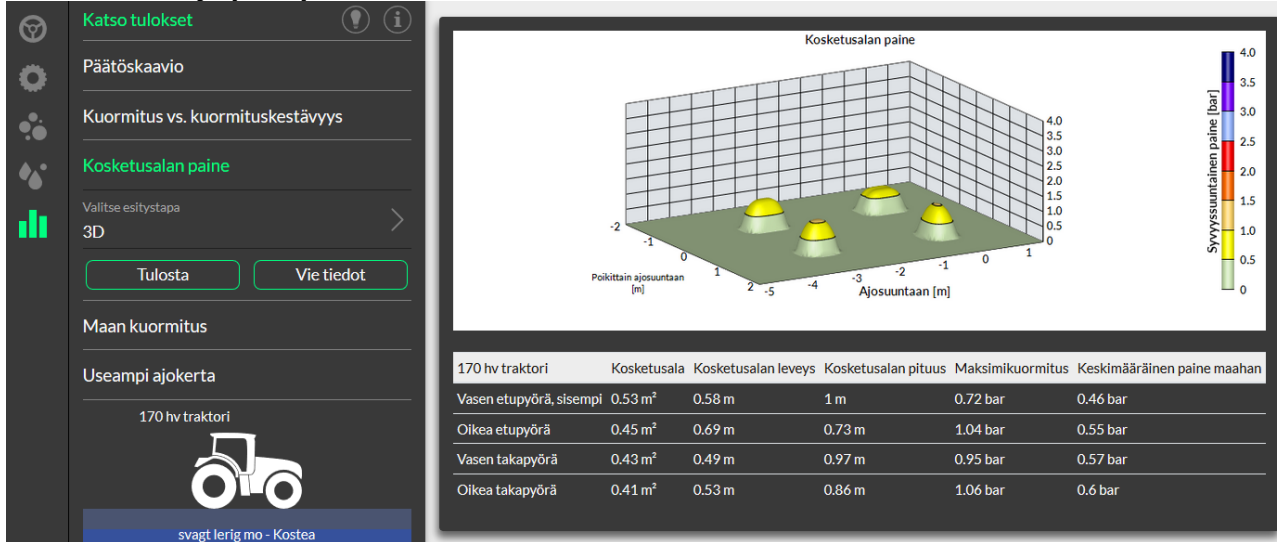 Katso tulokset
Päätöskaavio
Kuormitus vs. kuormituskestävyys
Kosketusalan paine
Valitse esitystapa
3D
Tulosta Vie tiedot
Maan kuormitus
Useampi ajokerta
170 hv traktori
svagt lerig mo - Kostea
Kosketusalan paine
4.0
3.5
3.0
2.5
2.0
1.5
1.0
0.5
0
-2
-1
0
1
2
Poikittain ajosuuntaan
[m]
-5
-4
-3
-2
-1
0
1
Ajosuuntaan [m]
Syvyyssuuntainen paine [bar]
4.0
3.5
3.0
2.5
2.0
1.5
1.0
0.5
0
170 hv traktori Kosketusala Kosketusalan leveys Kosketusalan pituus Maksimikuormitus Keskimääräinen paine maahan
Vasen etupyörä, sisempi 0.53 m² 0.58 m 1 m 0.72 bar 0.46 bar
Oikea etupyörä 0.45 m² 0.69 m 0.73 m 1.04 bar 0.55 bar
Vasen takapyörä 0.43 m² 0.49 m 0.97 m 0.95 bar 0.57 bar
Oikea takapyörä 0.41 m² 0.53 m 0.86 m 1.06 bar 0.6 bar